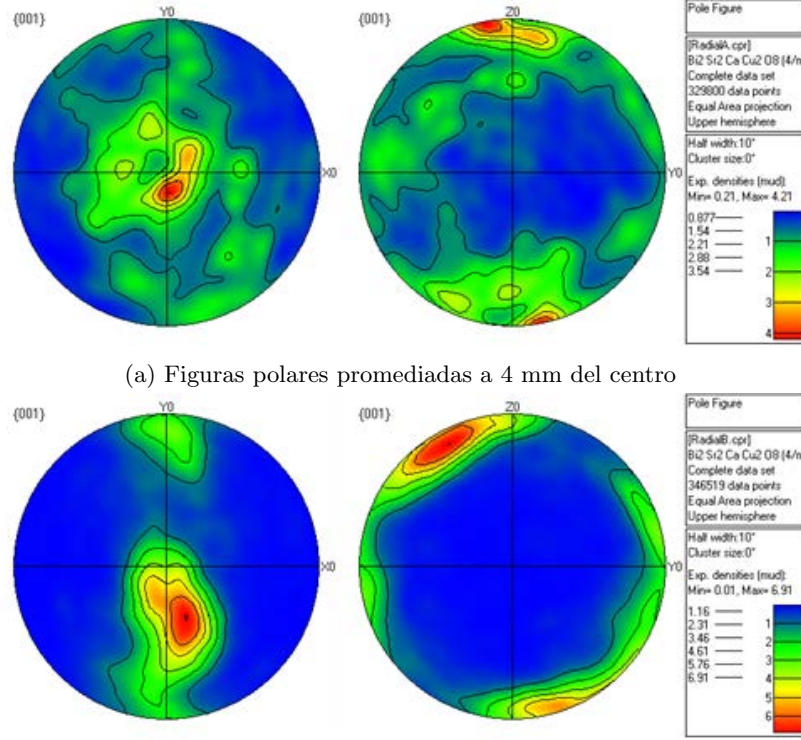 {001}
Y0
X0
{001}
Z0
Y0
Pole Figure
[RadialA.cpr]
Bi2 Sr2 Ca Cu2 O8 (4/m
Complete data set
329800 data points
Equal Area projection
Upper hemisphere
Half width:10°
Cluster size:0°
Exp. densities (mud):
Min= 0.21, Max= 4.21
0.877
1.54
2.21
2.88
3.54
1
2
3
4
(a) Figuras polares promediadas a 4 mm del centro
{001}
Y0
X0
{001}
Z0
Y0
Pole Figure
[RadialB.cpr]
Bi2 Sr2 Ca Cu2 O8 (4/m
Complete data set
346519 data points
Equal Area projection
Upper hemisphere
Half width:10°
Cluster size:0°
Exp. densities (mud):
Min= 0.01, Max= 6.91
1.16
2.31
3.46
4.61
5.76
6.91
1
2
3
4
5
6